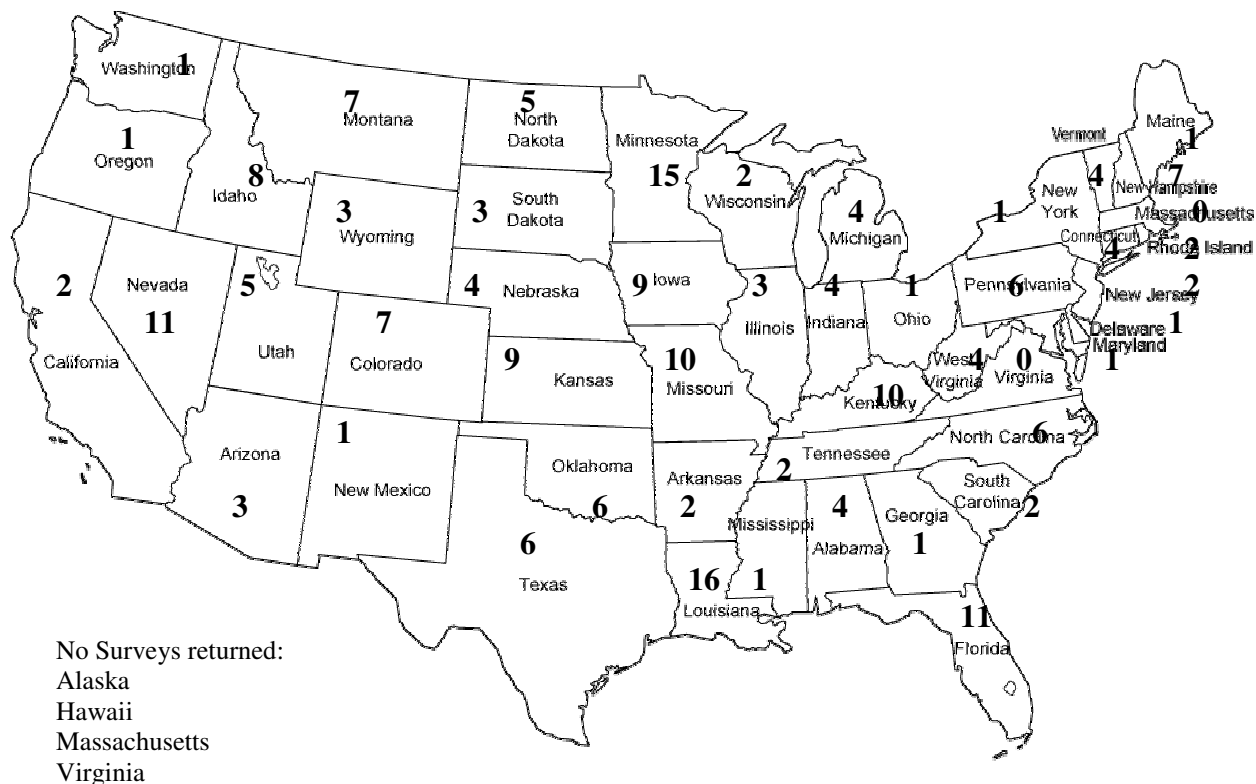 Washington 1
Montana 7
North Dakota 5
Minnesota 15
Oregon 1
Idaho 8
Wyoming 3
South Dakota 3
Wisconsin 2
Michigan 4
Vermont 4
Maine 1
New Hampshire 7
New York 1
Massachusetts 0
Connecticut 4
Rhode Island 2
California 2
Nevada 11
Utah 5
Colorado 7
Nebraska 4
Iowa 9
Illinois 3
Indiana 4
Ohio 1
Pennsylvania 6
New Jersey 2
Delaware 1
Maryland 1
Kansas 9
Missouri 10
Kentucky 10
West Virginia 4
Virginia 0
Arizona 3
New Mexico 1
Oklahoma 6
Arkansas 2
Tennessee 2
North Carolina 6
South Carolina 2
Texas 6
Louisiana 16
Mississippi 1
Alabama 4
Georgia 1
Florida 11
No Surveys returned:
Alaska
Hawaii
Massachusetts
Virginia